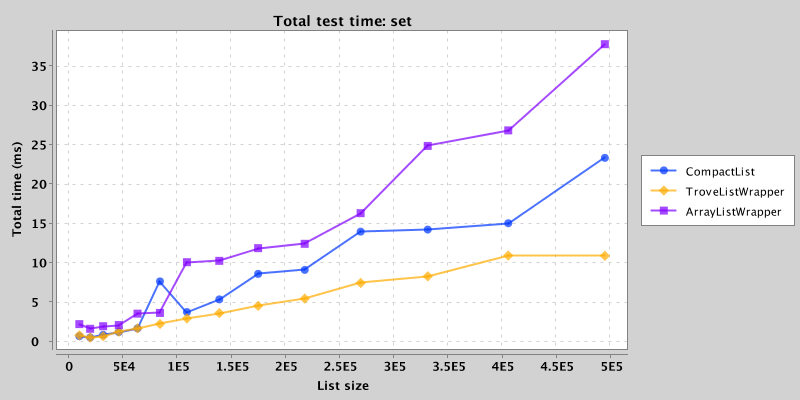 Total test time: set
Total time (ms)
35
30
25
20
15
10
5
0
0 5E4 1E5 1.5E5 2E5 2.5E5 3E5 3.5E5 4E5 4.5E5 5E5
List size
CompactList
TroveListWrapper
ArrayListWrapper